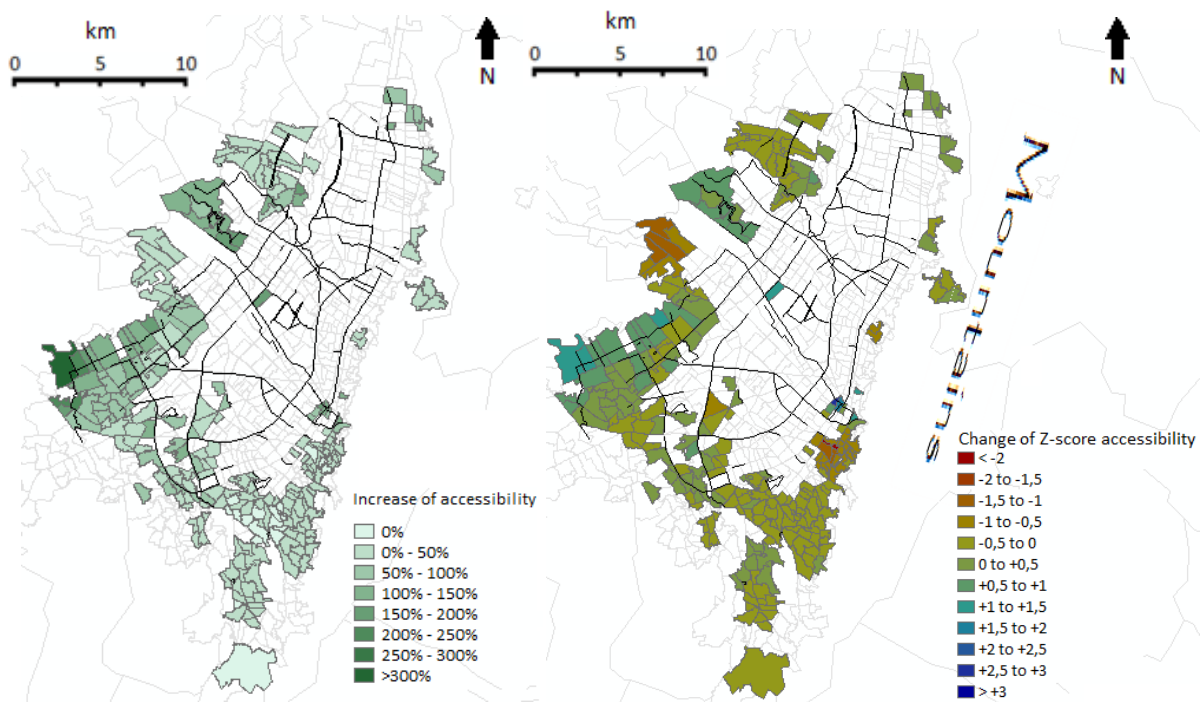 km
0 5 10
N
Increase of accessibility
0%
0% - 50%
50% - 100%
100% - 150%
150% - 200%
200% - 250%
250% - 300%
>300%
km
0 5 10
N
Mountains
Change of Z-score accessibility
< -2
-2 to -1,5
-1,5 to -1
-1 to -0,5
-0,5 to 0
0 to +0,5
+0,5 to +1
+1 to +1,5
+1,5 to +2
+2 to +2,5
+2,5 to +3
> +3